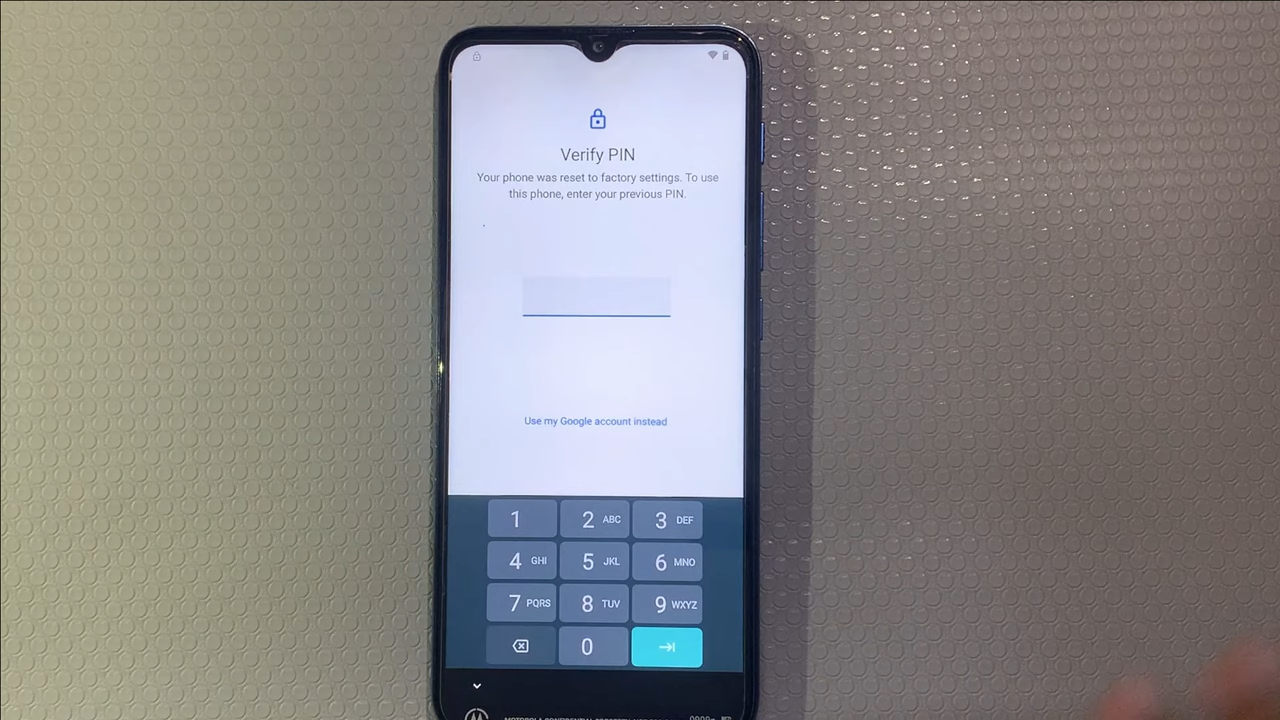 Verify PIN
Your phone was reset to factory settings. To use
this phone, enter your previous PIN.
Use my Google account instead
1 2 ABC 3 DEF
4 GHI 5 JKL 6 MNO
7 PQRS 8 TUV 9 WXYZ
0
MOTOROLA CONFIDENTIAL